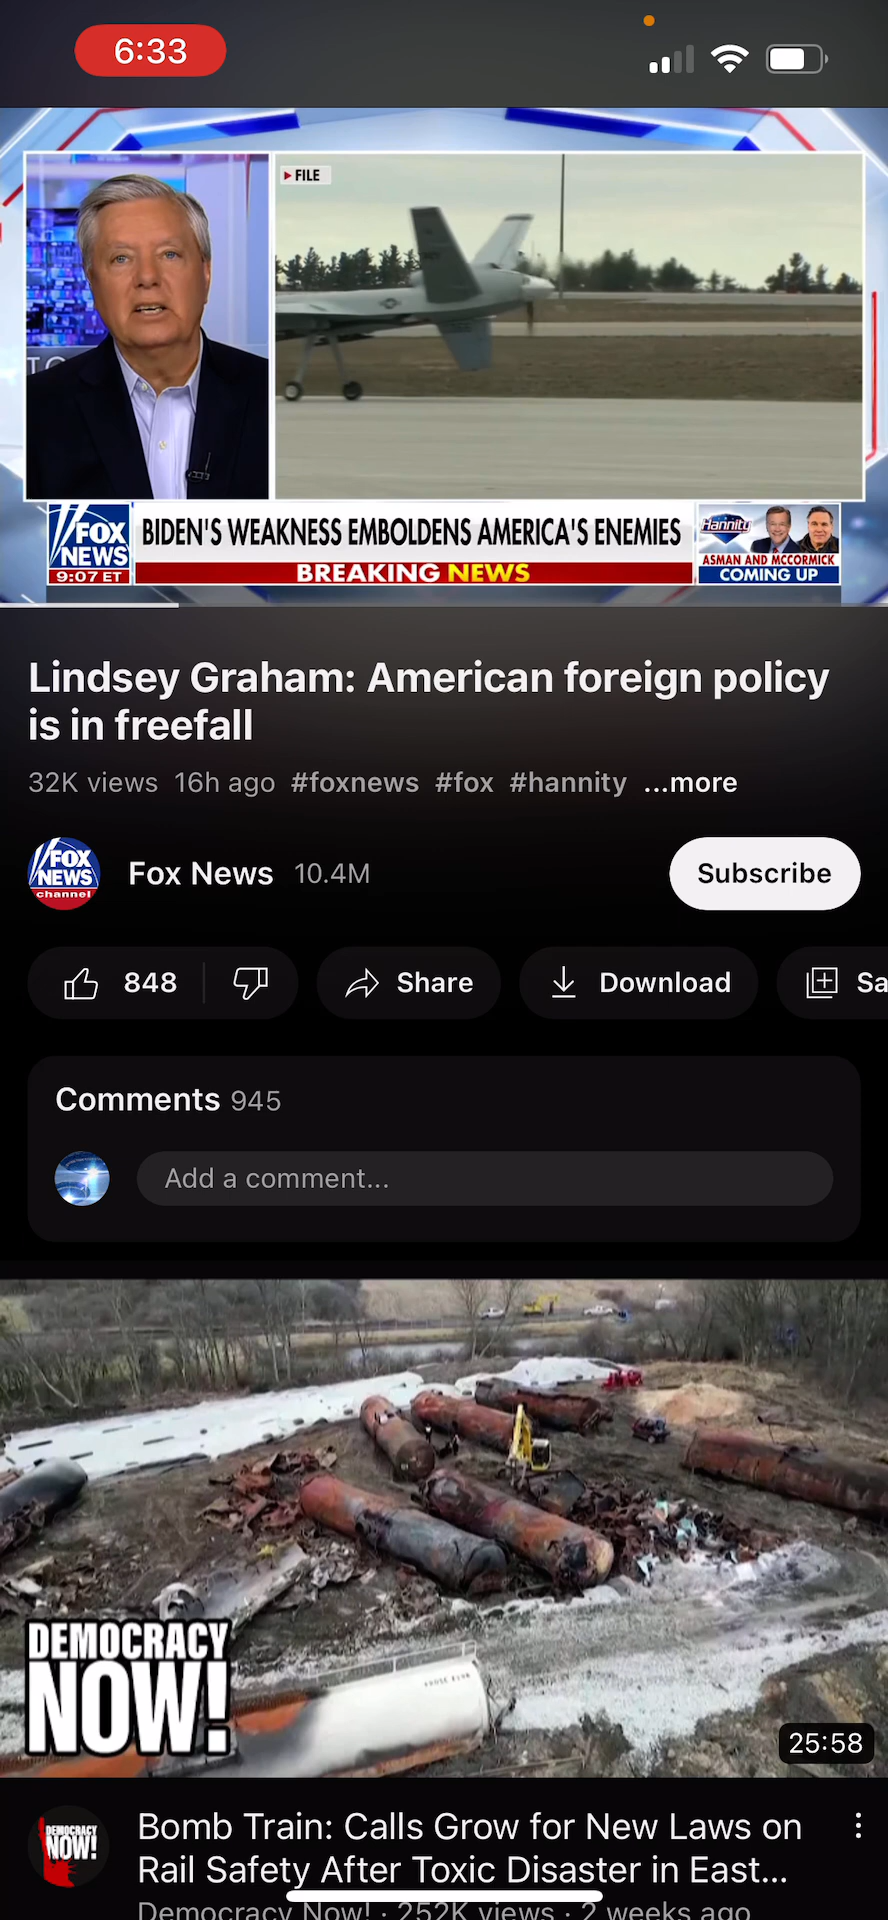 6:33
FILE
FOX
NEWS
9:07 ET
BIDEN'S WEAKNESS EMBOLDENS AMERICA'S ENEMIES
BREAKING NEWS
Hannity
ASMAN AND MCCORMICK
COMING UP
Lindsey Graham: American foreign policy
is in freefall
32K views 16h ago #foxnews #fox #hannity ...more
FOX
NEWS
channel
Fox News 10.4M
Subscribe
848
Share
Download
Sa
Comments 945
Add a comment...
DEMOCRACY
NOW!
25:58
DEMOCRACY
NOW!
Bomb Train: Calls Grow for New Laws on
Rail Safety After Toxic Disaster in East...
Democracy Now! · 252K views · 2 weeks ago